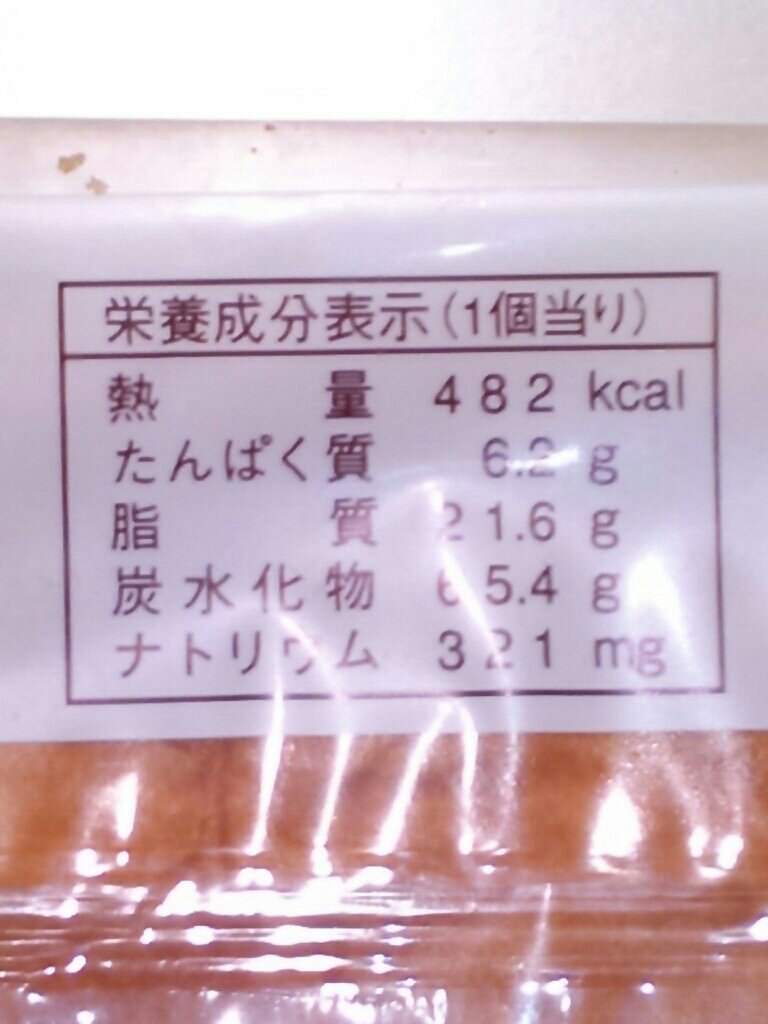 栄養成分表示(1個当り)
熱量 482 kcal
たんぱく質 6.2 g
脂質 21.6 g
炭水化物 65.4 g
ナトリウム 321 mg